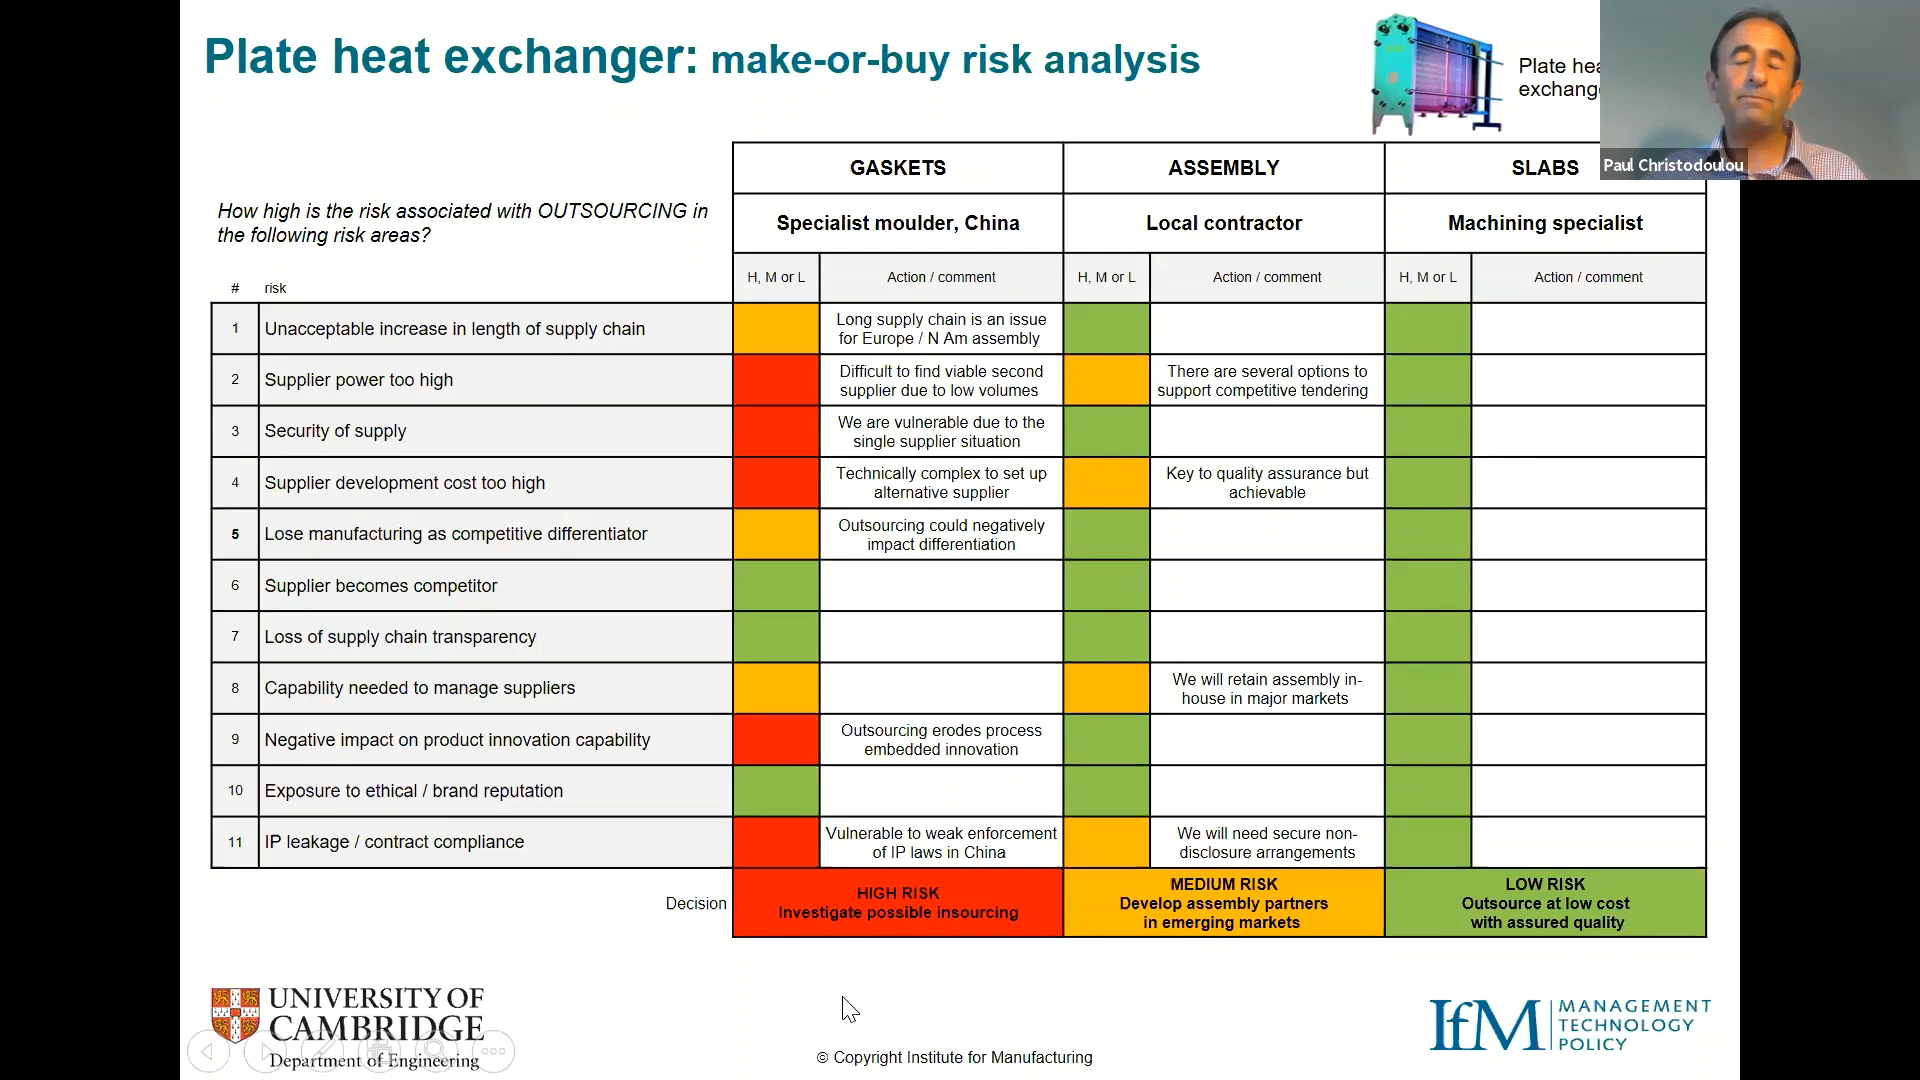 Plate heat exchanger: make-or-buy risk analysis
Plate hea
exchang
Paul Christodoulou
GASKETS
ASSEMBLY
SLABS
How high is the risk associated with OUTSOURCING in
the following risk areas?
Specialist moulder, China
Local contractor
Machining specialist
# risk
H, M or L
Action / comment
H, M or L
Action / comment
H, M or L
Action / comment
1 Unacceptable increase in length of supply chain
Long supply chain is an issue
for Europe / N Am assembly
2 Supplier power too high
Difficult to find viable second
supplier due to low volumes
There are several options to
support competitive tendering
3 Security of supply
We are vulnerable due to the
single supplier situation
4 Supplier development cost too high
Technically complex to set up
alternative supplier
Key to quality assurance but
achievable
5 Lose manufacturing as competitive differentiator
Outsourcing could negatively
impact differentiation
6 Supplier becomes competitor
7 Loss of supply chain transparency
8 Capability needed to manage suppliers
We will retain assembly in-
house in major markets
9 Negative impact on product innovation capability
Outsourcing erodes process
embedded innovation
10 Exposure to ethical / brand reputation
11 IP leakage / contract compliance
Vulnerable to weak enforcement
of IP laws in China
We will need secure non-
disclosure arrangements
Decision
HIGH RISK
Investigate possible insourcing
MEDIUM RISK
Develop assembly partners
in emerging markets
LOW RISK
Outsource at low cost
with assured quality
UNIVERSITY OF
CAMBRIDGE
Department of Engineering
© Copyright Institute for Manufacturing
IfM
MANAGEMENT
TECHNOLOGY
POLICY